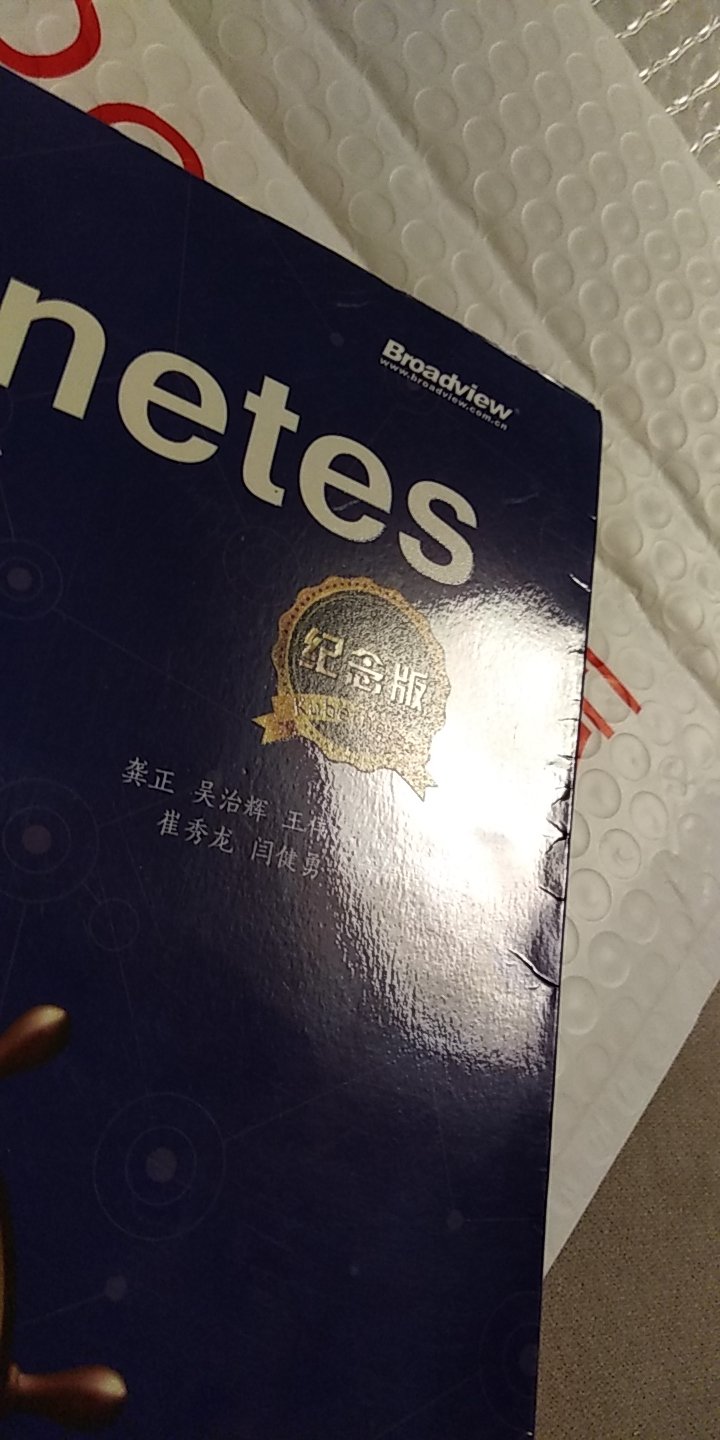 Broadview
www.broadview.com.cn
netes
纪念版
龚正 吴治辉 王伟
崔秀龙 闫健勇